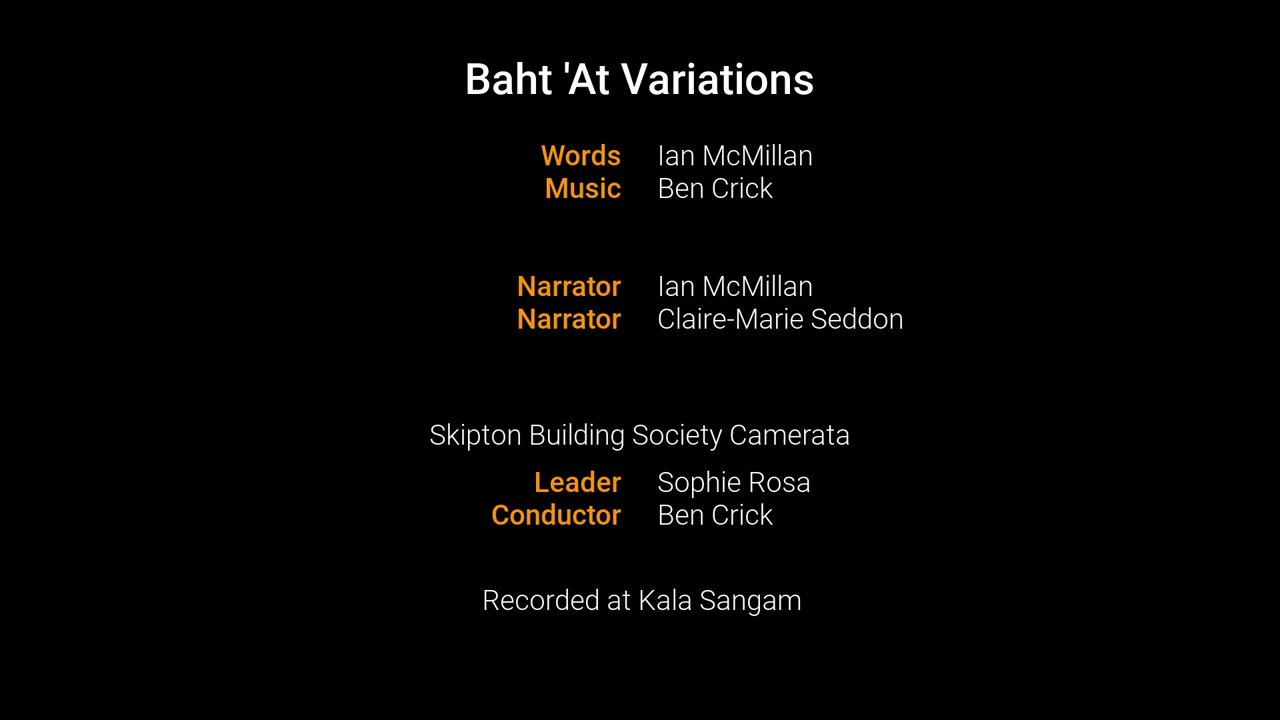 Baht 'At Variations
Words Ian McMillan
Music Ben Crick
Narrator Ian McMillan
Narrator Claire-Marie Seddon
Skipton Building Society Camerata
Leader Sophie Rosa
Conductor Ben Crick
Recorded at Kala Sangam